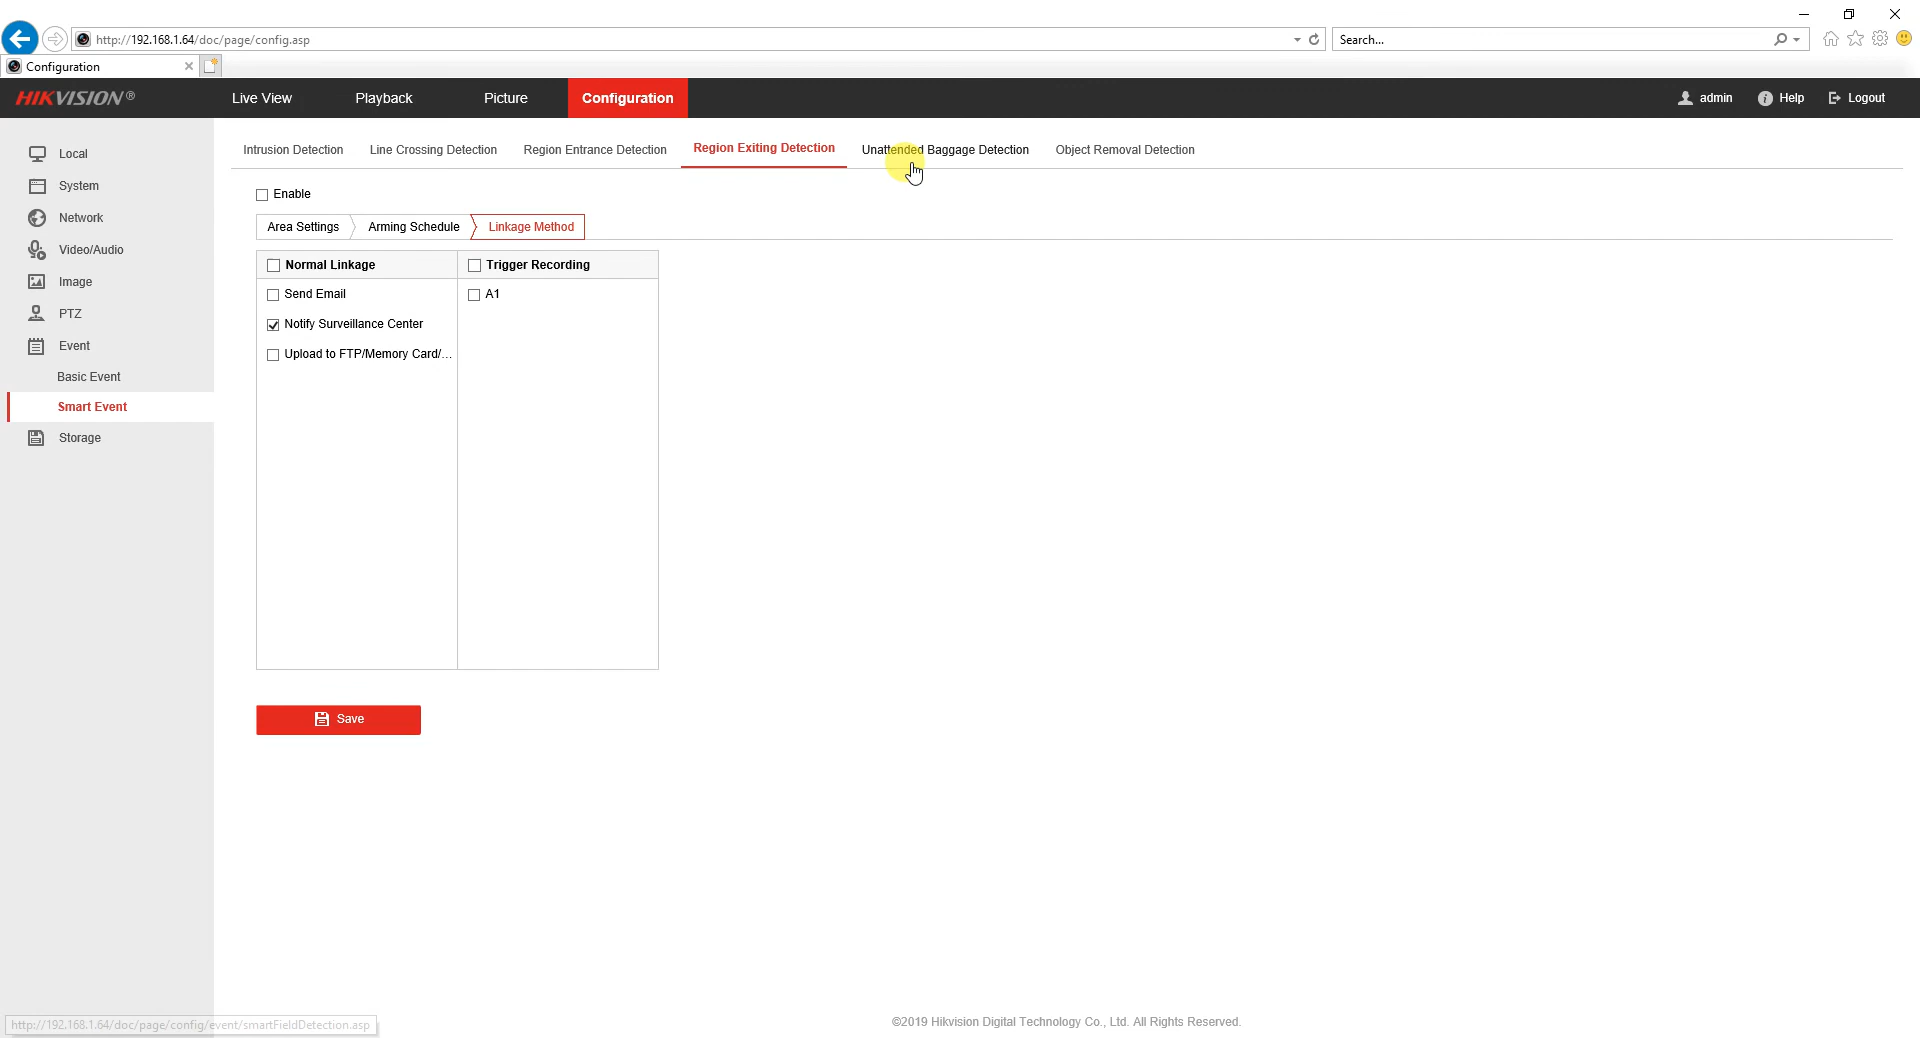 http://192.168.1.64/doc/page/config.asp
Search...
Configuration
HIKVISION®
Live View
Playback
Picture
Configuration
admin
Help
Logout
Local
System
Network
Video/Audio
Image
PTZ
Event
Basic Event
Smart Event
Storage
Intrusion Detection
Line Crossing Detection
Region Entrance Detection
Region Exiting Detection
Unattended Baggage Detection
Object Removal Detection
Enable
Area Settings
Arming Schedule
Linkage Method
Normal Linkage
Trigger Recording
Send Email
A1
Notify Surveillance Center
Upload to FTP/Memory Card/...
Save
©2019 Hikvision Digital Technology Co., Ltd. All Rights Reserved.
http://192.168.1.64/doc/page/config/event/smartFieldDetection.asp